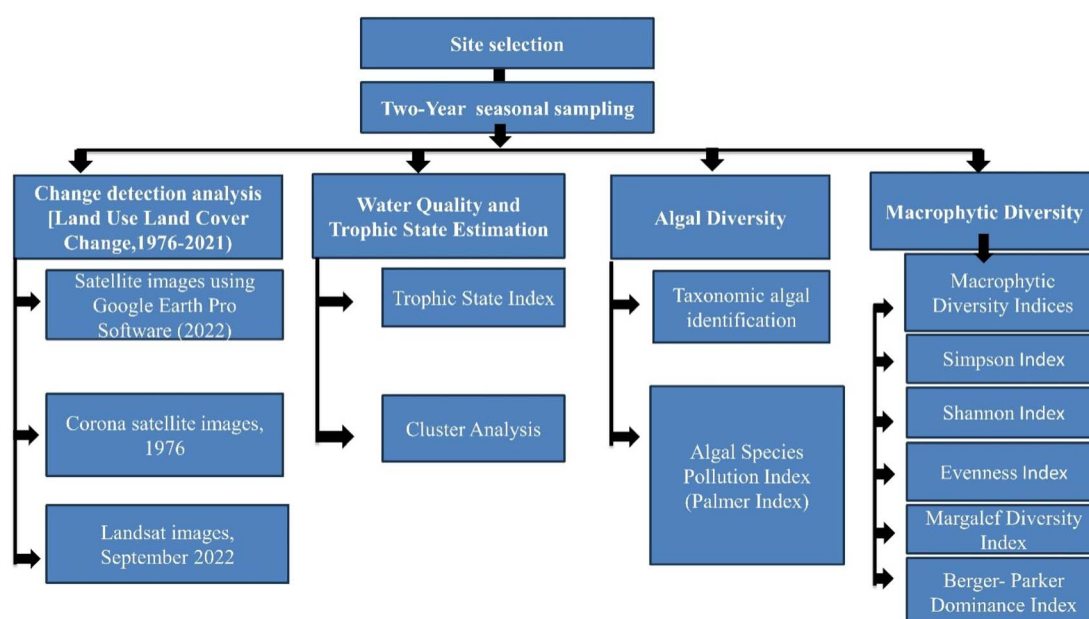 Site selection
Two-Year seasonal sampling
Change detection analysis
[Land Use Land Cover
Change,1976-2021)
Satellite images using
Google Earth Pro
Software (2022)
Corona satellite images,
1976
Landsat images,
September 2022
Water Quality and
Trophic State Estimation
Trophic State Index
Cluster Analysis
Algal Diversity
Taxonomic algal
identification
Algal Species
Pollution Index
(Palmer Index)
Macrophytic Diversity
Macrophytic
Diversity Indices
Simpson Index
Shannon Index
Evenness Index
Margalef Diversity
Index
Berger- Parker
Dominance Index